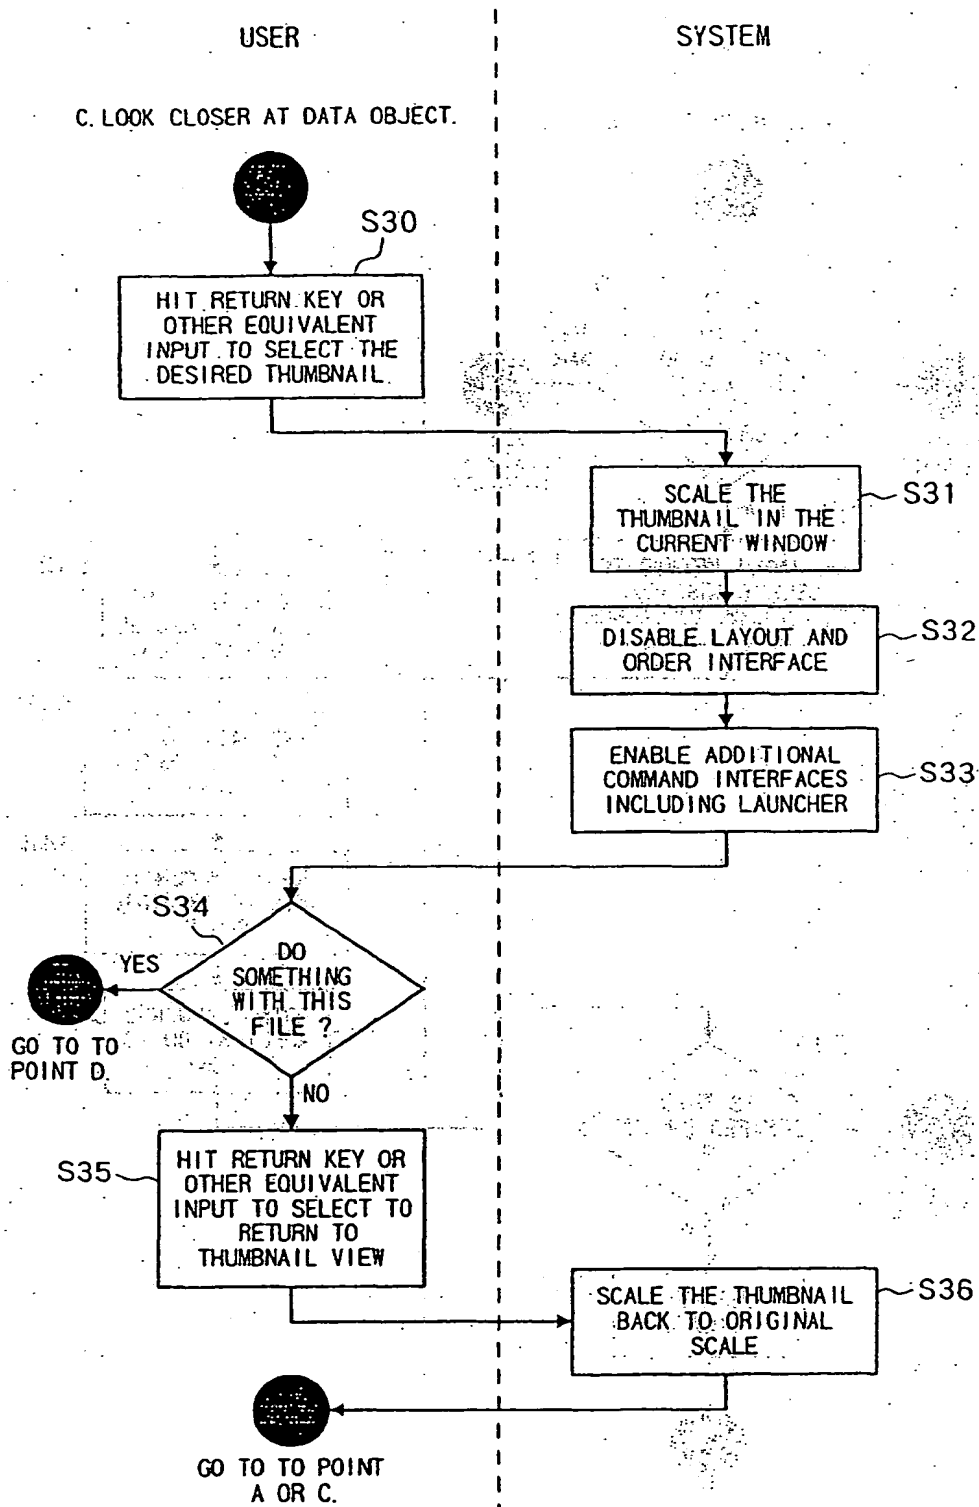 USER
SYSTEM
C. LOOK CLOSER AT DATA OBJECT.
S30
HIT RETURN KEY OR
OTHER EQUIVALENT
INPUT TO SELECT THE
DESIRED THUMBNAIL.
SCALE THE
THUMBNAIL IN THE
CURRENT WINDOW
S31
DISABLE LAYOUT AND
ORDER INTERFACE
S32
ENABLE ADDITIONAL
COMMAND INTERFACES
INCLUDING LAUNCHER
S33
S34
DO
SOMETHING
WITH THIS
FILE ?
YES
GO TO TO
POINT D.
NO
S35
HIT RETURN KEY OR
OTHER EQUIVALENT
INPUT TO SELECT TO
RETURN TO
THUMBNAIL VIEW
SCALE THE THUMBNAIL
BACK TO ORIGINAL
SCALE
S36
GO TO TO POINT
A OR C.